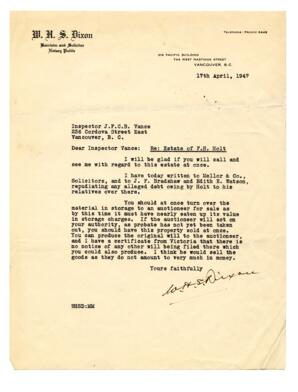 W. H. S. Dixon
Barrister and Solicitor
Notary Public
TELEPHONE: PACIFIC
PACIFIC BUILDING
WEST HASTINGS STREET
VANCOUVER, B.C.
17th April, 1947
Inspector J.F.C.B. Vance
236 Cordova Street East
Vancouver, B. C.
Dear Inspector Vance: Re: Estate of F.H. Holt
I will be glad if you will call and
see me with regard to this estate at once.
I have today written to Mellor & Co.,
Solicitors, and to J. F. Bradshaw and Edith E. Watson,
repudiating any alleged debt owing by Holt to
his relatives over there.
You should at once turn over the
material in storage to an auctioneer for sale as
by this time it must have nearly eaten up its value
in storage charges. If the auctioneer will act on
your authority, as probate has not yet been taken
out, you should have this property sold at once.
You can produce the original will to the auctioneer,
and I have a certificate from Victoria that there is
no notice of any other will being filed there which
you could also produce. I think he would sell the
goods as they do not amount to very much in money.
Yours faithfully
W.H.S. Dixon
WHSD:MM